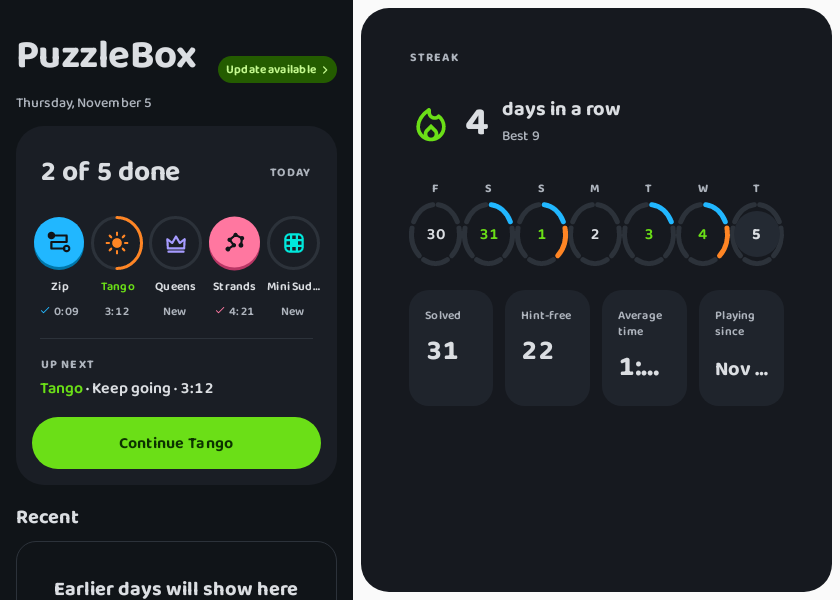 PuzzleBox
Update available
Thursday, November 5
2 of 5 done
TODAY
Zip
Tango
Queens
Strands
Mini Sud...
0:09
3:12
New
4:21
New
UP NEXT
Tango · Keep going · 3:12
Continue Tango
Recent
Earlier days will show here
STREAK
4
days in a row
Best 9
F S S M T W T
30 31 1 2 3 4 5
Solved
31
Hint-free
22
Average
time
1:...
Playing
since
Nov ...